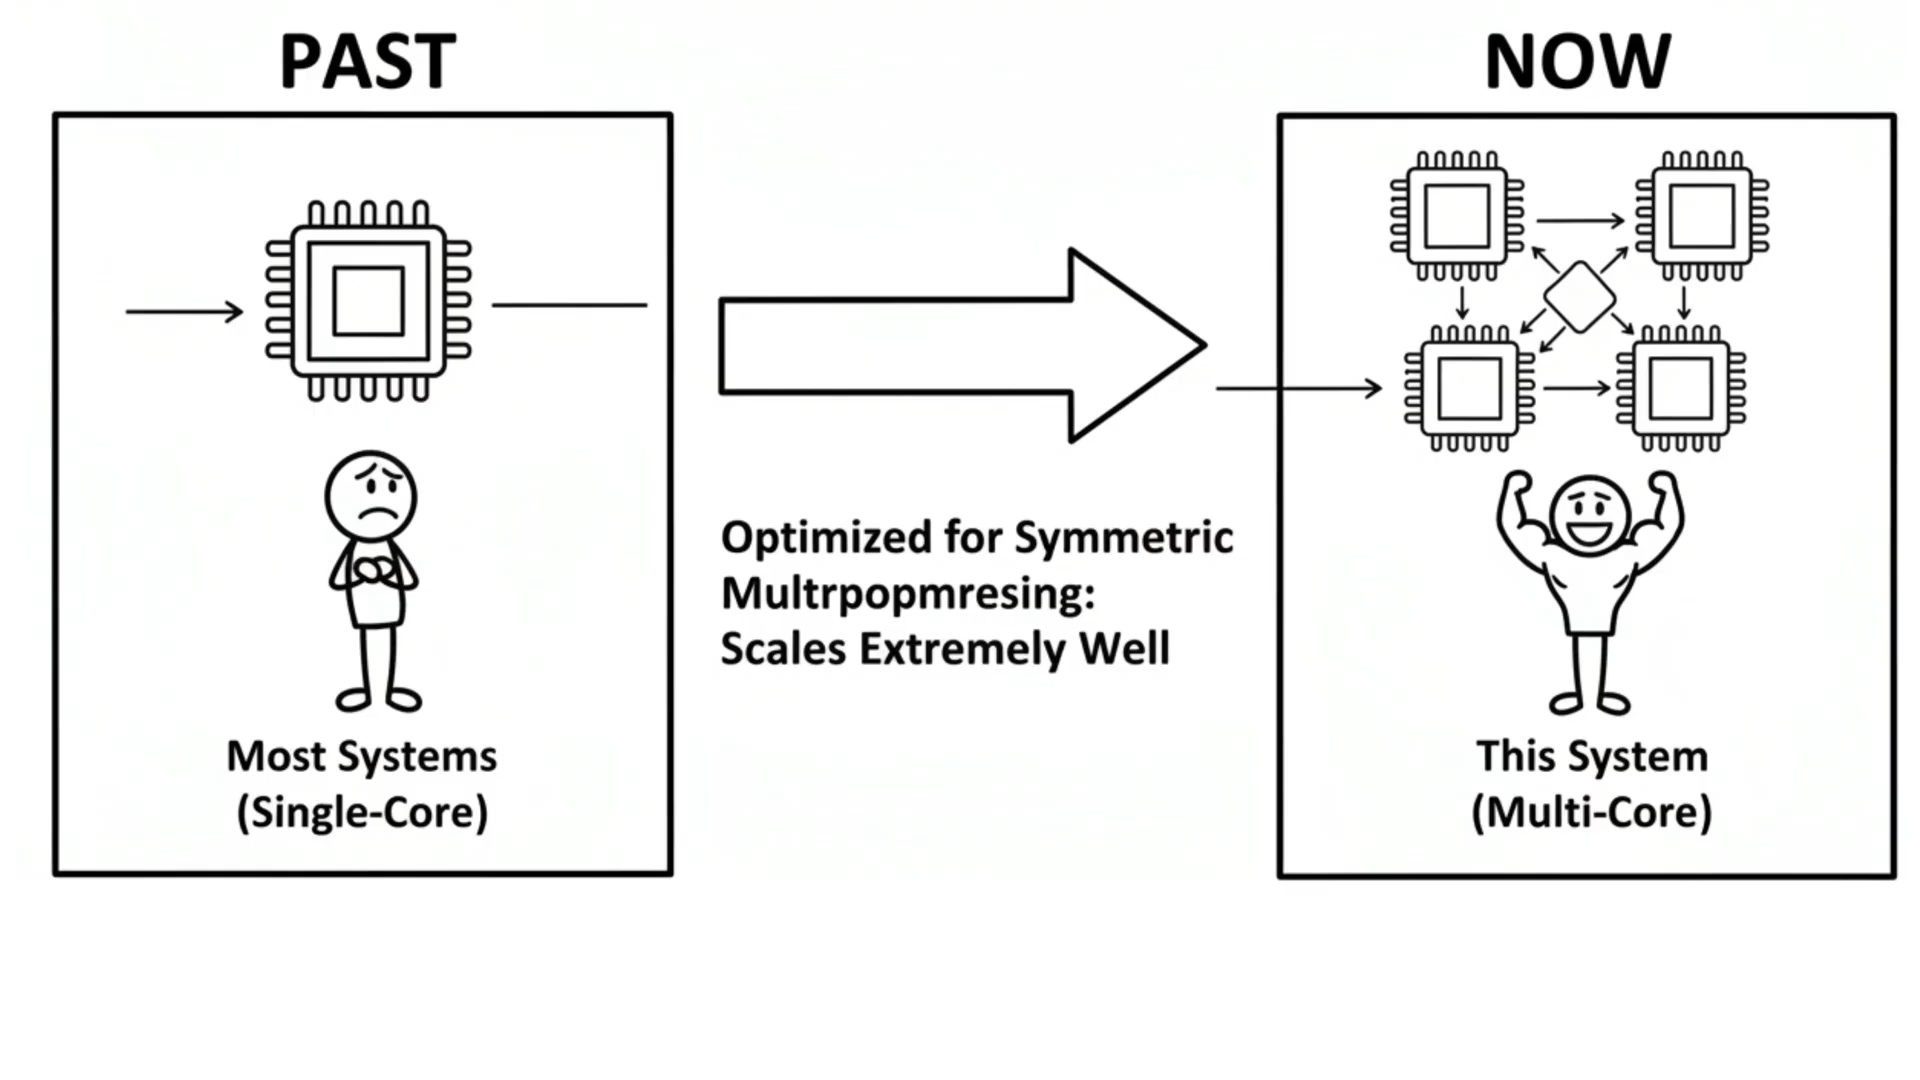 PAST
NOW
Optimized for Symmetric
Multrpopmresing:
Scales Extremely Well
Most Systems
(Single-Core)
This System
(Multi-Core)